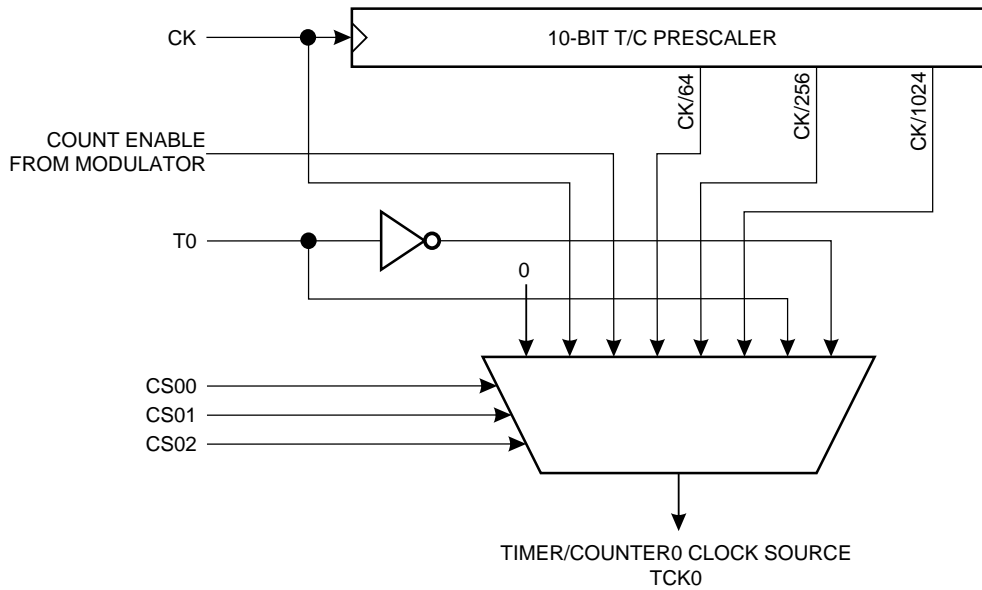 CK
10-BIT T/C PRESCALER
CK/64
CK/256
CK/1024
COUNT ENABLE
FROM MODULATOR
T0
0
CS00
CS01
CS02
TIMER/COUNTER0 CLOCK SOURCE
TCK0